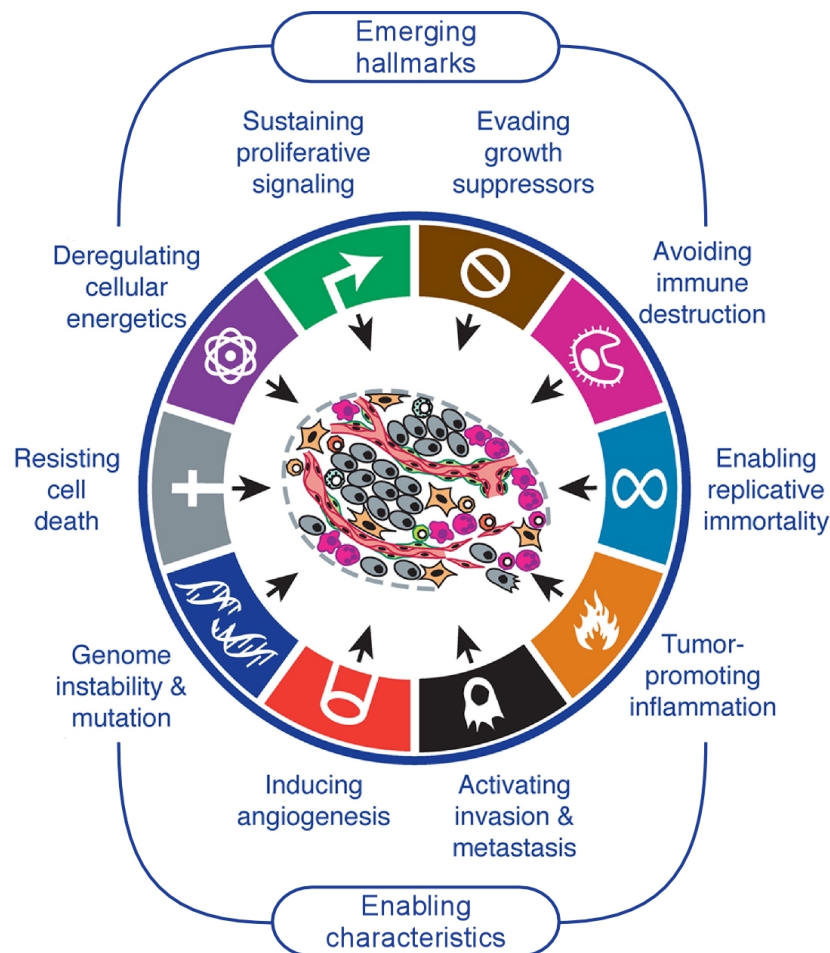 Emerging
hallmarks
Sustaining
proliferative
signaling
Evading
growth
suppressors
Deregulating
cellular
energetics
Avoiding
immune
destruction
Resisting
cell
death
Enabling
replicative
immortality
Genome
instability &
mutation
Tumor-
promoting
inflammation
Inducing
angiogenesis
Activating
invasion &
metastasis
Enabling
characteristics